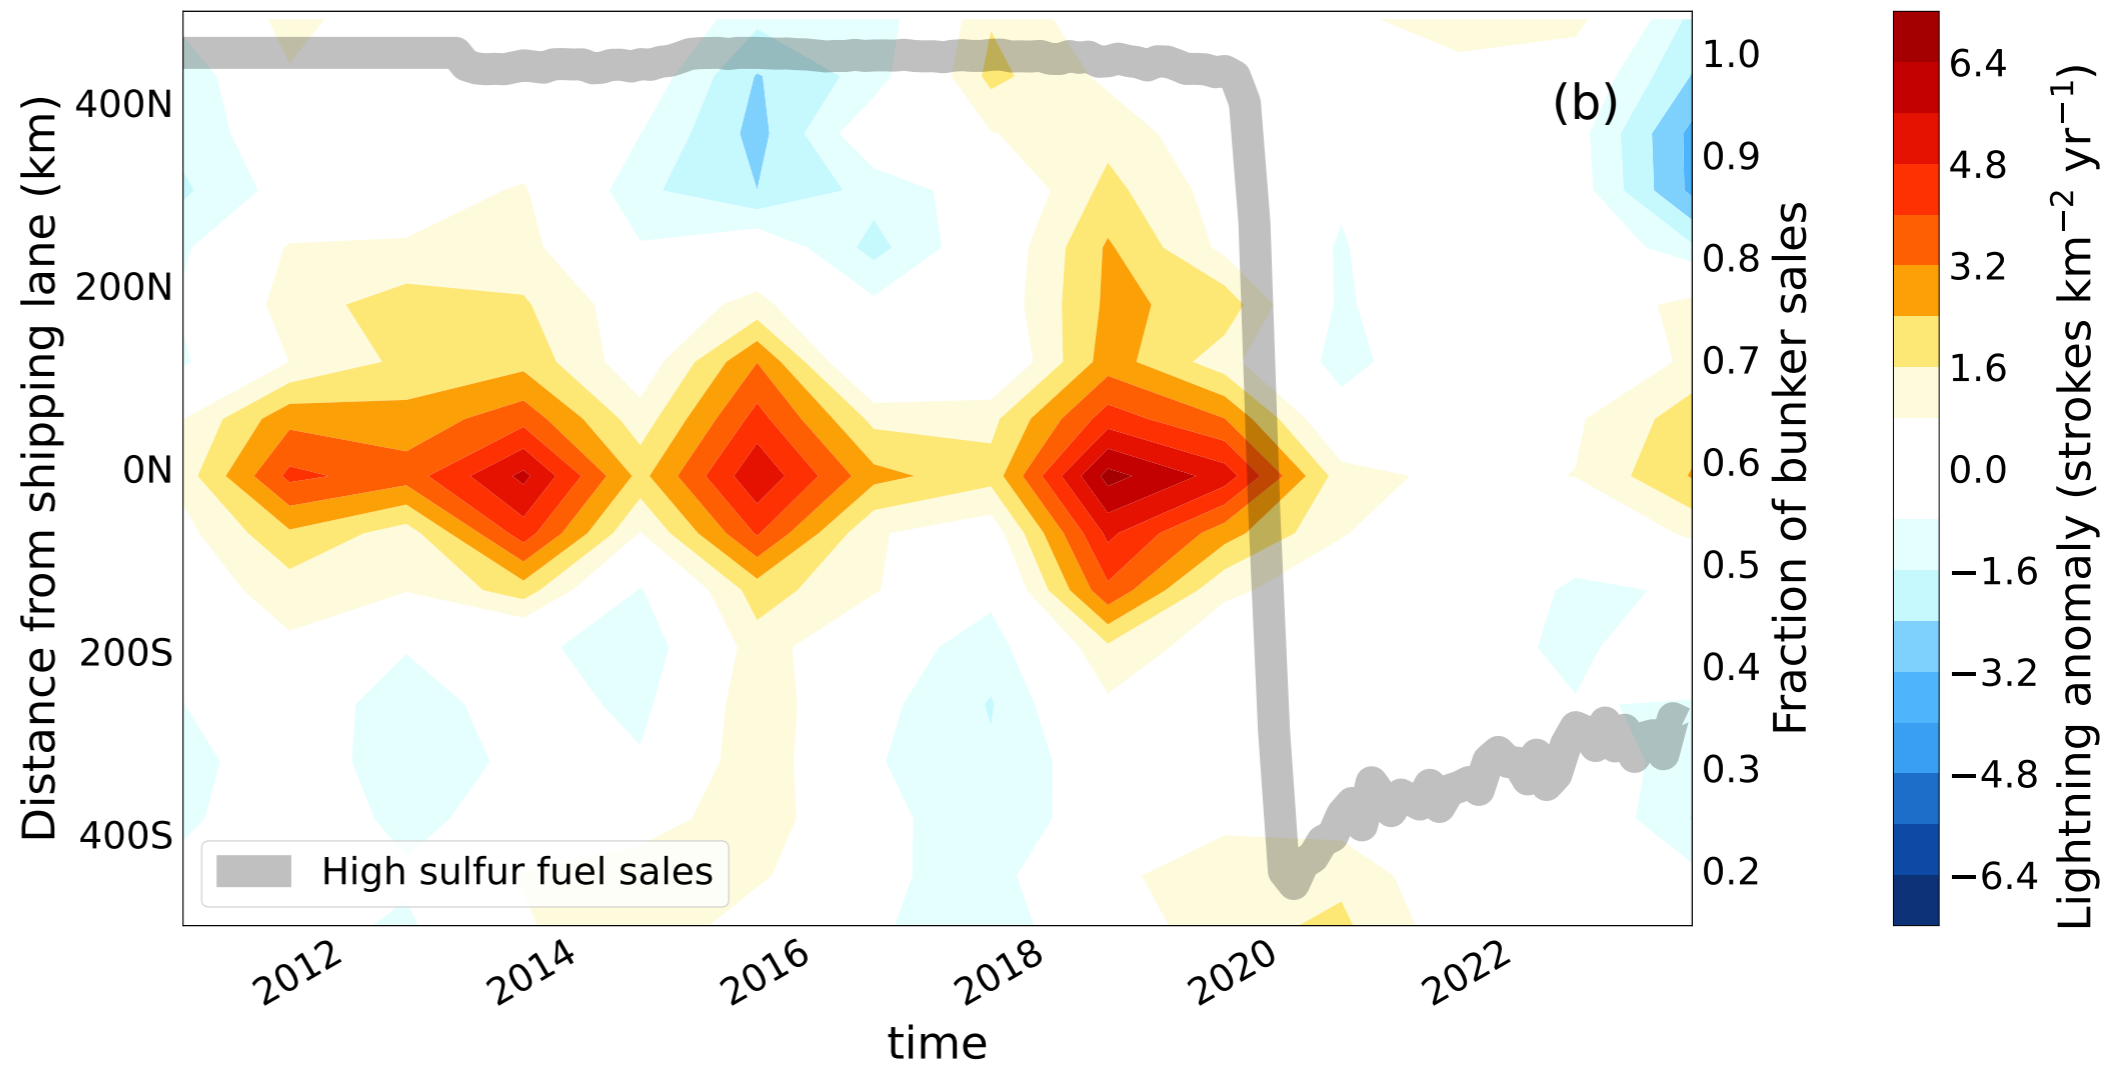 Distance from shipping lane (km)
400N
200N
0N
200S
400S
(b)
High sulfur fuel sales
2012
2014
2016
2018
2020
2022
time
1.0
0.9
0.8
0.7
0.6
0.5
0.4
0.3
0.2
Fraction of bunker sales
6.4
4.8
3.2
1.6
0.0
−1.6
−3.2
−4.8
−6.4
Lightning anomaly (strokes km⁻² yr⁻¹)